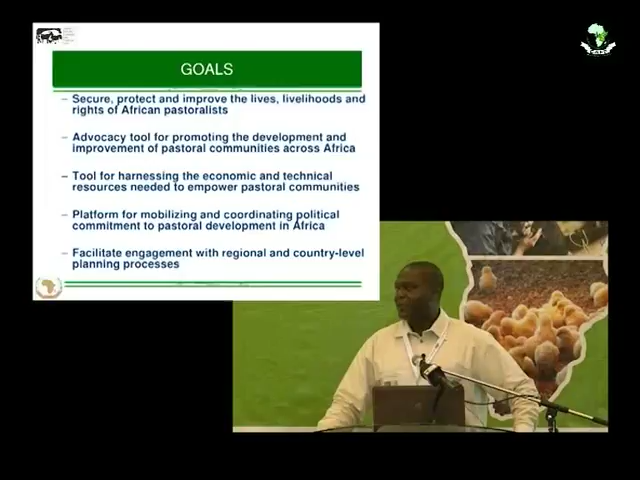 GOALS
– Secure, protect and improve the lives, livelihoods and
rights of African pastoralists
– Advocacy tool for promoting the development and
improvement of pastoral communities across Africa
– Tool for harnessing the economic and technical
resources needed to empower pastoral communities
– Platform for mobilizing and coordinating political
commitment to pastoral development in Africa
– Facilitate engagement with regional and country-level
planning processes